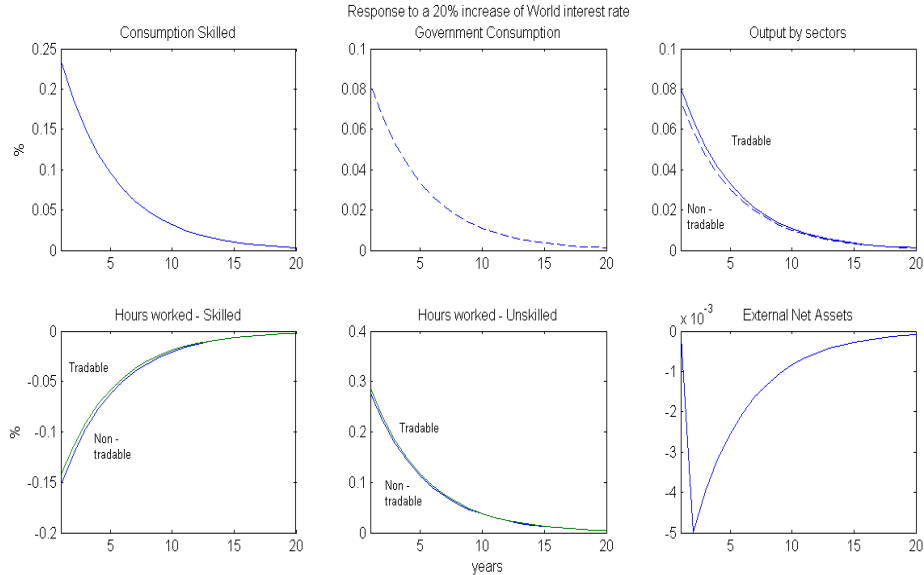 Response to a 20% increase of World interest rate
Consumption Skilled
0.25
0.2
0.15
0.1
0.05
0
%
5 10 15 20
Government Consumption
0.1
0.08
0.06
0.04
0.02
0
5 10 15 20
Output by sectors
0.1
0.08
0.06
0.04
0.02
0
Tradable
Non -
tradable
5 10 15 20
Hours worked - Skilled
0
-0.05
-0.1
-0.15
-0.2
%
Tradable
Non -
tradable
5 10 15 20
Hours worked - Unskilled
0.4
0.3
0.2
0.1
0
Tradable
Non -
tradable
5 10 15 20
years
External Net Assets
x 10-3
0
-1
-2
-3
-4
-5
5 10 15 20